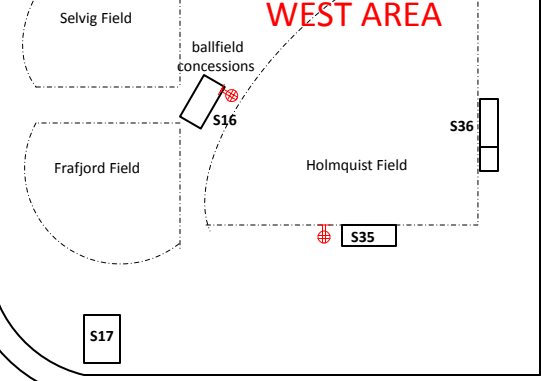 WEST AREA
Selvig Field
ballfield
concessions
S16
S36
Frafjord Field
Holmquist Field
S35
S17